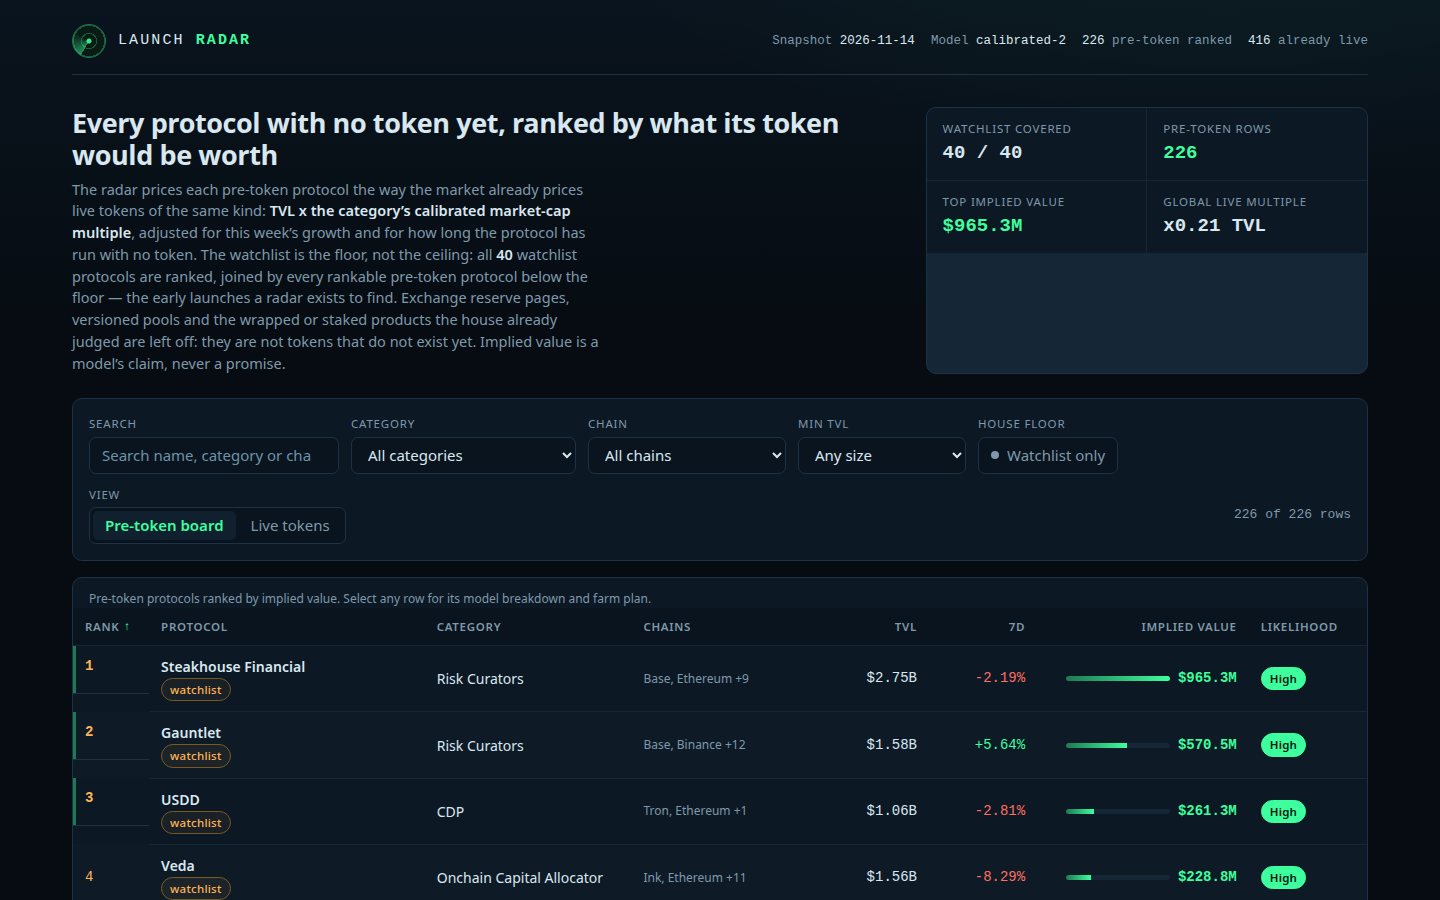 LAUNCH RADAR
Snapshot 2026-11-14 Model calibrated-2 226 pre-token ranked 416 already live
Every protocol with no token yet, ranked by what its token
would be worth
The radar prices each pre-token protocol the way the market already prices
live tokens of the same kind: TVL x the category’s calibrated market-cap
multiple, adjusted for this week’s growth and for how long the protocol has
run with no token. The watchlist is the floor, not the ceiling: all 40 watchlist
protocols are ranked, joined by every rankable pre-token protocol below the
floor — the early launches a radar exists to find. Exchange reserve pages,
versioned pools and the wrapped or staked products the house already
judged are left off: they are not tokens that do not exist yet. Implied value is a
model’s claim, never a promise.
WATCHLIST COVERED
40 / 40
PRE-TOKEN ROWS
226
TOP IMPLIED VALUE
$965.3M
GLOBAL LIVE MULTIPLE
x0.21 TVL
SEARCH
Search name, category or cha
CATEGORY
All categories
CHAIN
All chains
MIN TVL
Any size
HOUSE FLOOR
Watchlist only
VIEW
Pre-token board Live tokens
226 of 226 rows
Pre-token protocols ranked by implied value. Select any row for its model breakdown and farm plan.
RANK ↑ PROTOCOL CATEGORY CHAINS TVL 7D IMPLIED VALUE LIKELIHOOD
1 Steakhouse Financial
watchlist
Risk Curators Base, Ethereum +9 $2.75B -2.19% $965.3M High
2 Gauntlet
watchlist
Risk Curators Base, Binance +12 $1.58B +5.64% $570.5M High
3 USDD
watchlist
CDP Tron, Ethereum +1 $1.06B -2.81% $261.3M High
4 Veda
watchlist
Onchain Capital Allocator Ink, Ethereum +11 $1.56B -8.29% $228.8M High